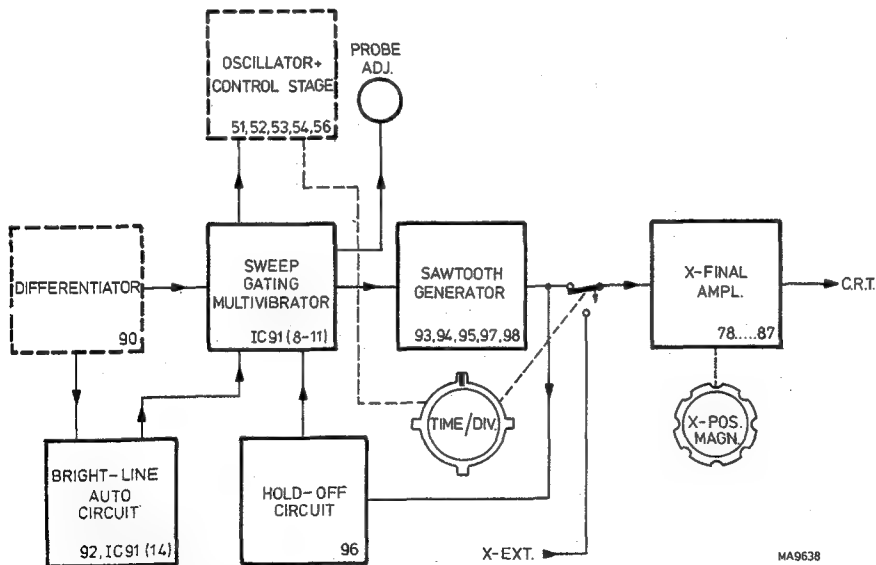 OSCILLATOR+
CONTROL STAGE
51,52,53,54,56
PROBE
ADJ.
DIFFERENTIATOR
90
SWEEP
GATING
MULTIVIBRATOR
IC91(8-11)
SAWTOOTH
GENERATOR
93,94,95,97,98
X-FINAL
AMPL.
78.....87
C.R.T.
BRIGHT-LINE
AUTO
CIRCUIT
92,IC91(14)
HOLD-OFF
CIRCUIT
96
TIME/DIV.
X-POS.
MAGN.
X-EXT.
MA9638